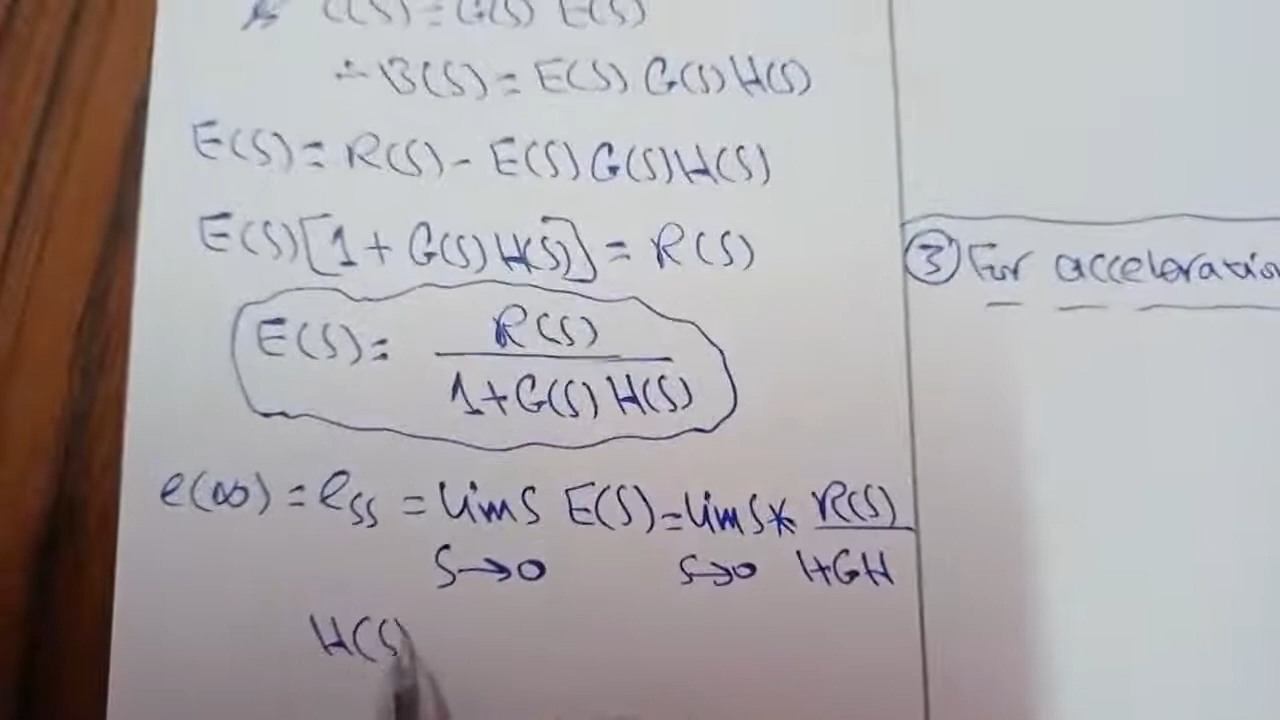 C(S) = G(S) E(S)
∴ B(S) = E(S) G(S) H(S)
E(S) = R(S) - E(S) G(S) H(S)
E(S)[1 + G(S) H(S)] = R(S)
E(S) = R(S) / 1 + G(S) H(S)
e(∞) = ess = lim S E(S) = lim S * R(S) / 1+GH
S→0 S→0
H(S)
③ For acceleration